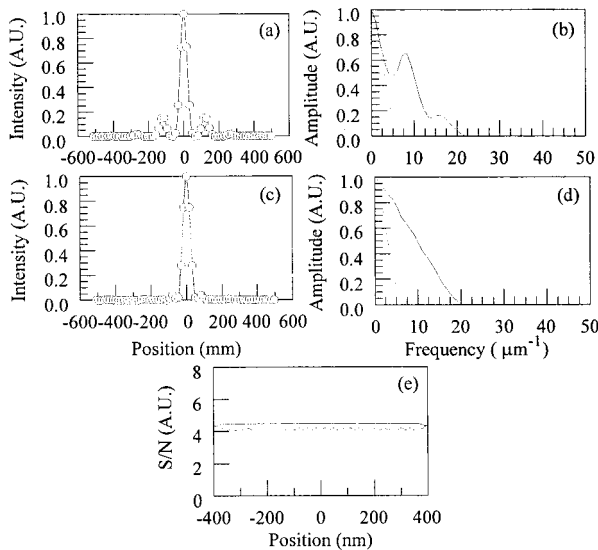 (a)
Intensity (A.U.)
1.0
0.8
0.6
0.4
0.2
0.0
-600 -400 -200 0 200 400 600
(b)
Amplitude (A.U.)
1.0
0.8
0.6
0.4
0.2
0.0
0 10 20 30 40 50
(c)
Intensity (A.U.)
1.0
0.8
0.6
0.4
0.2
0.0
-600 -400 -200 0 200 400 600
Position (mm)
(d)
Amplitude (A.U.)
1.0
0.8
0.6
0.4
0.2
0.0
0 10 20 30 40 50
Frequency ( μm⁻¹)
(e)
S/N (A.U.)
8
6
4
2
0
-400 -200 0 200 400
Position (nm)